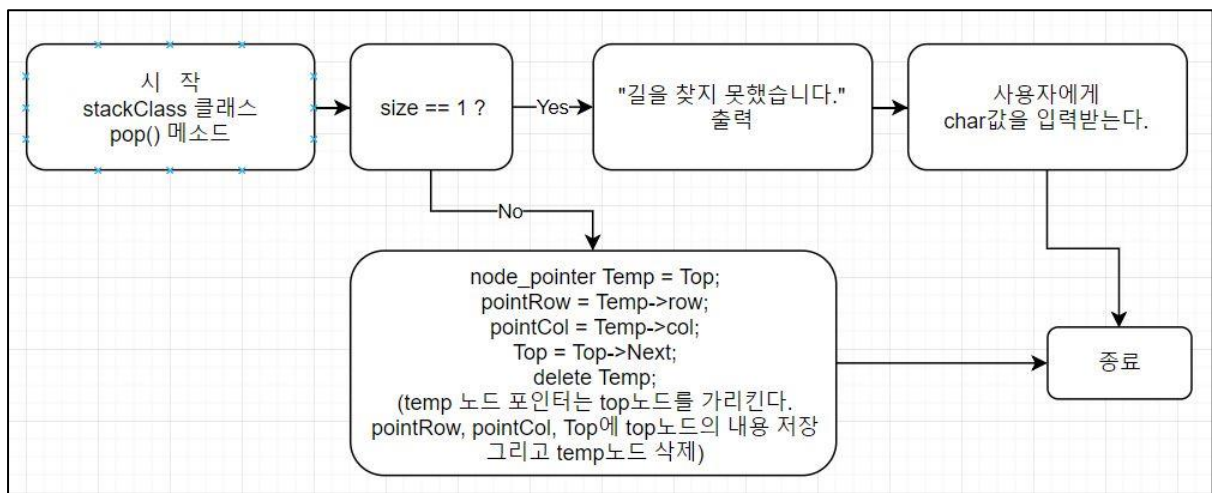 시 작
stackClass 클래스
pop() 메소드
size == 1 ?
Yes
"길을 찾지 못했습니다."
출력
사용자에게
char값을 입력받는다.
No
node_pointer Temp = Top;
pointRow = Temp->row;
pointCol = Temp->col;
Top = Top->Next;
delete Temp;
(temp 노드 포인터는 top노드를 가리킨다.
pointRow, pointCol, Top에 top노드의 내용 저장
그리고 temp노드 삭제)
종료